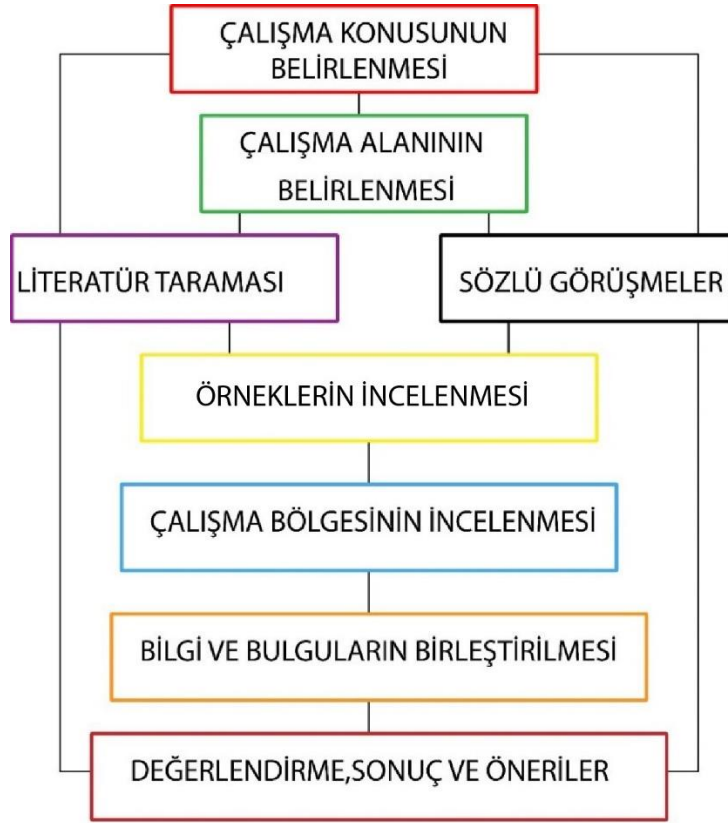 ÇALIŞMA KONUSUNUN
BELİRLENMESİ
ÇALIŞMA ALANININ
BELİRLENMESİ
LİTERATÜR TARAMASI
SÖZLÜ GÖRÜŞMELER
ÖRNEKLERİN İNCELENMESİ
ÇALIŞMA BÖLGESİNİN İNCELENMESİ
BİLGİ VE BULGULARIN BİRLEŞTİRİLMESİ
DEĞERLENDİRME,SONUÇ VE ÖNERİLER